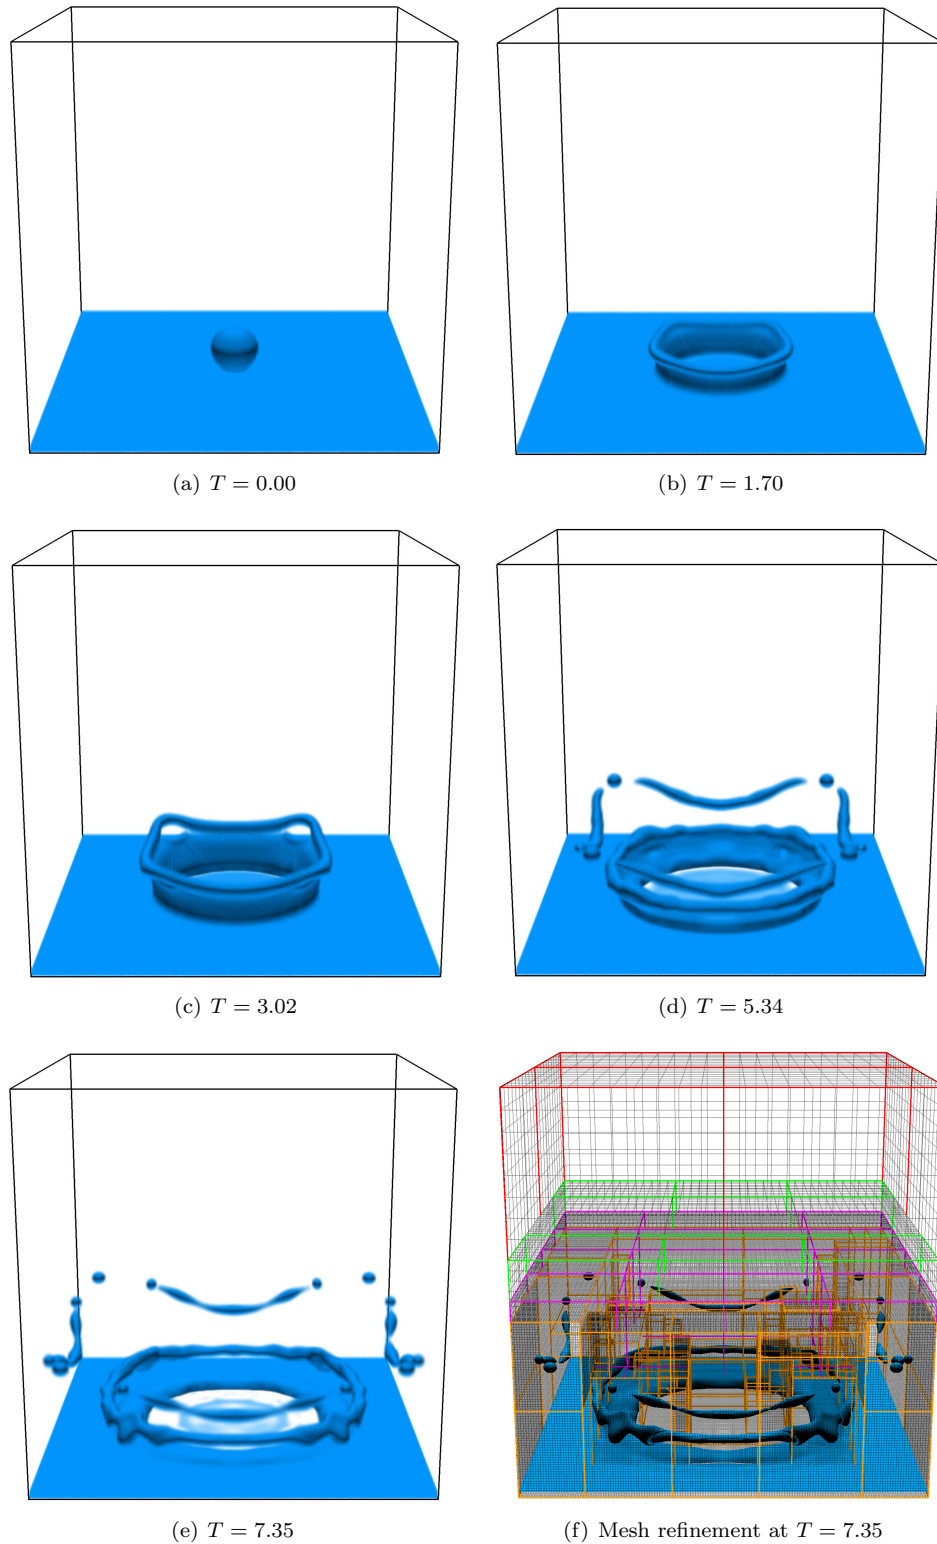 (a) T = 0.00
(b) T = 1.70
(c) T = 3.02
(d) T = 5.34
(e) T = 7.35
(f) Mesh refinement at T = 7.35